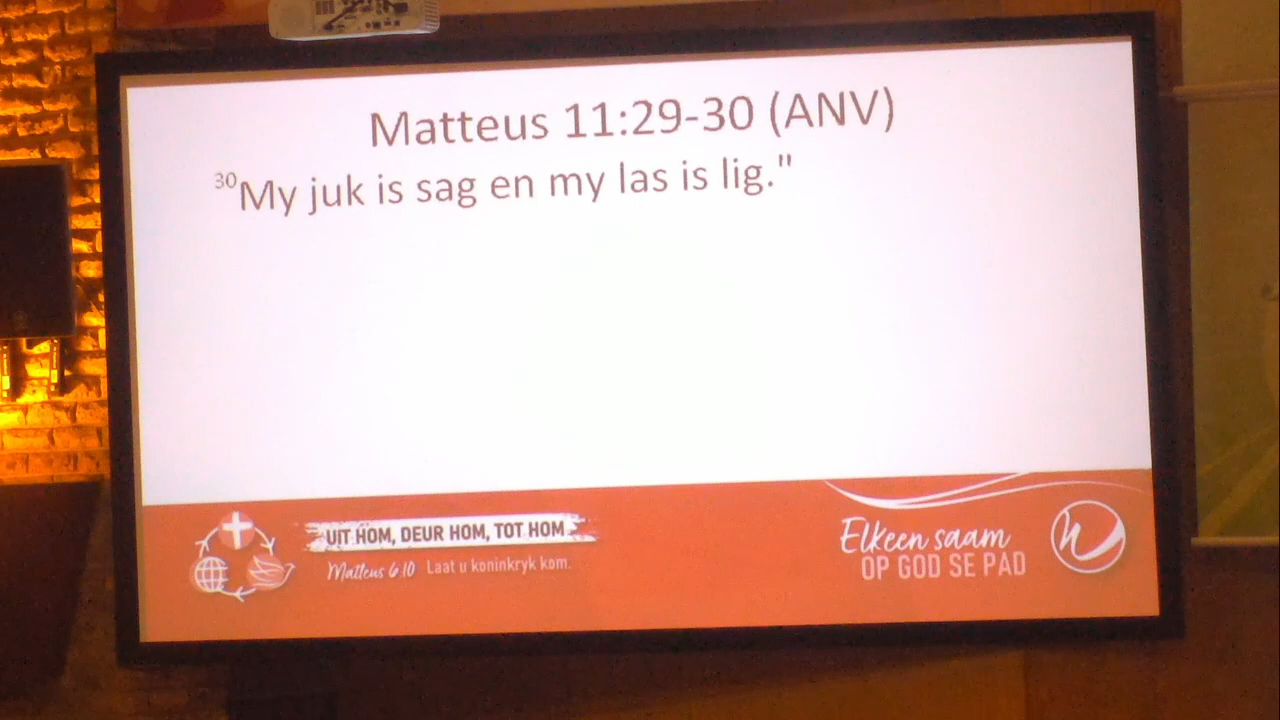 Matteus 11:29-30 (ANV)
³⁰My juk is sag en my las is lig."
UIT HOM, DEUR HOM, TOT HOM
Matteus 6:10 Laat u koninkryk kom.
Elkeen saam
OP GOD SE PAD